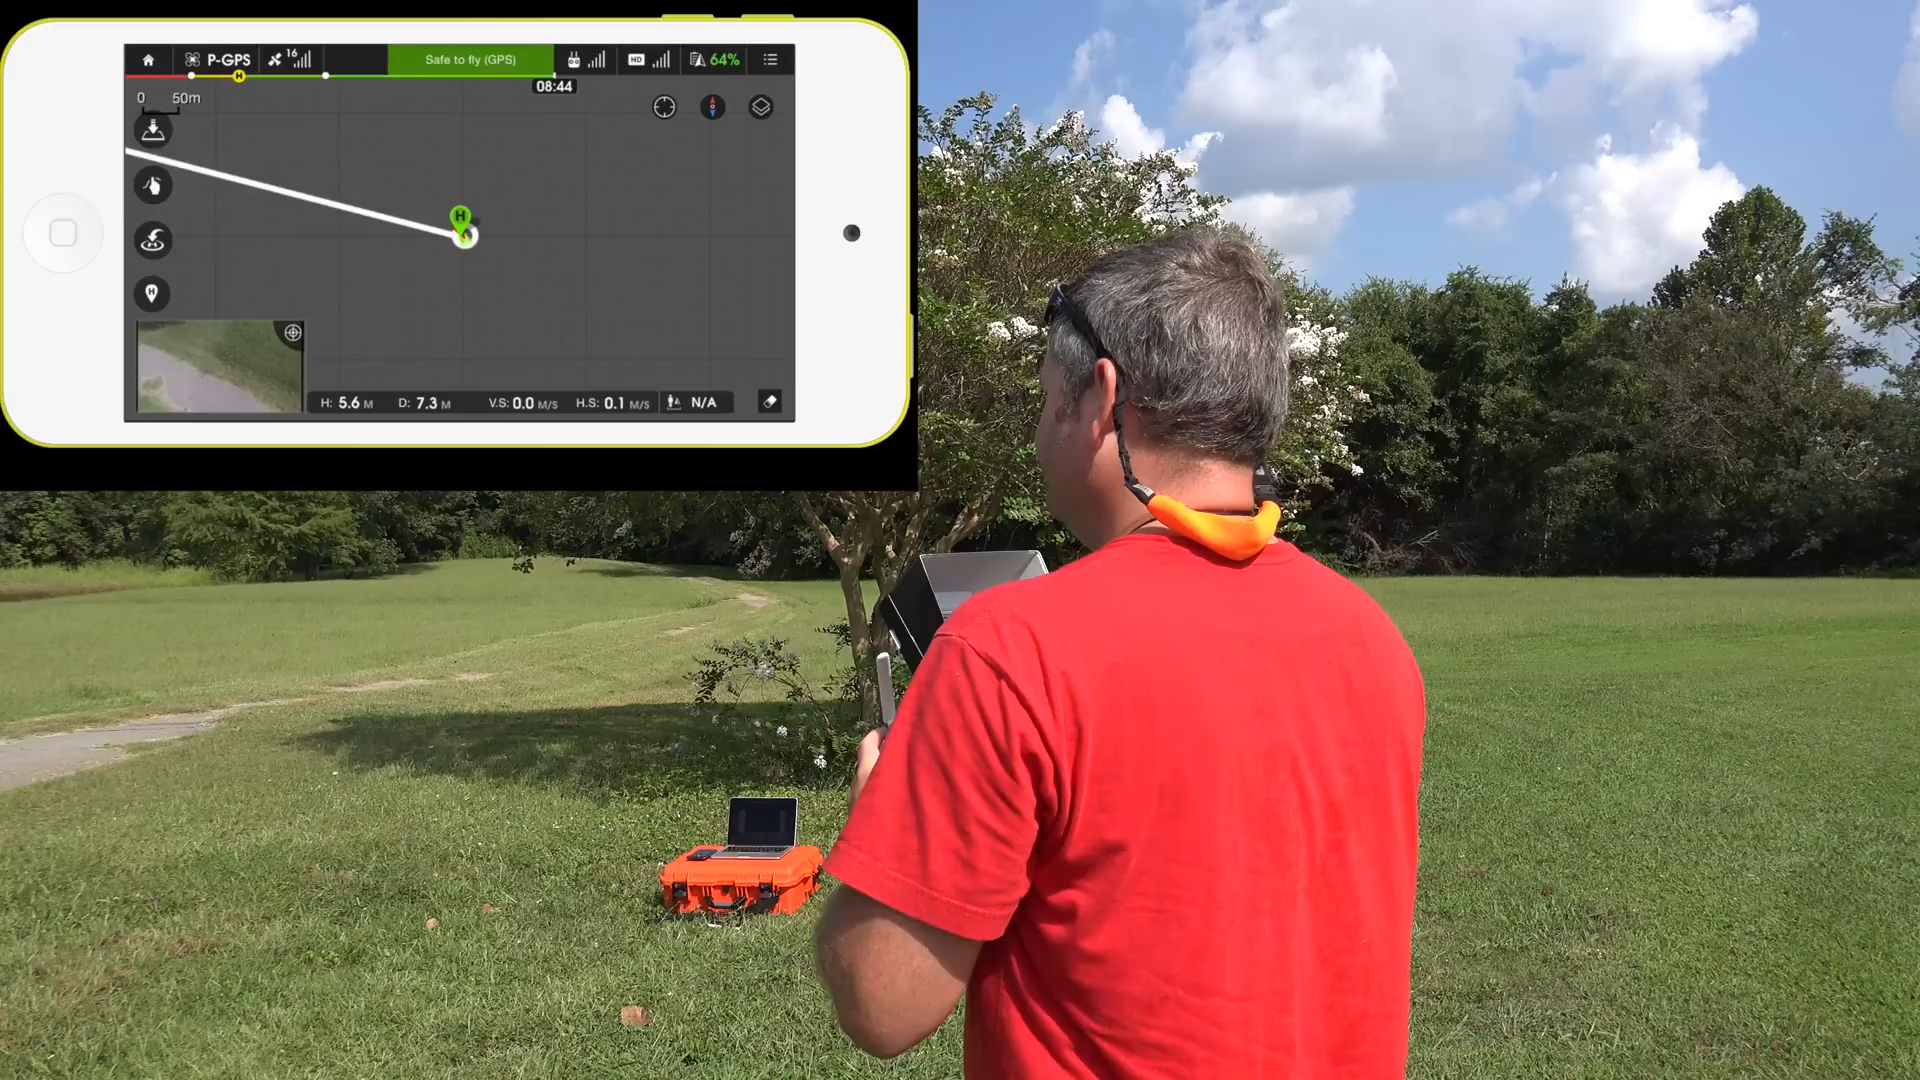 P-GPS 16 Safe to fly (GPS) HD 64%
H
08:44
0 50m
H
H
H: 5.6 M D: 7.3 M V.S: 0.0 M/S H.S: 0.1 M/S N/A